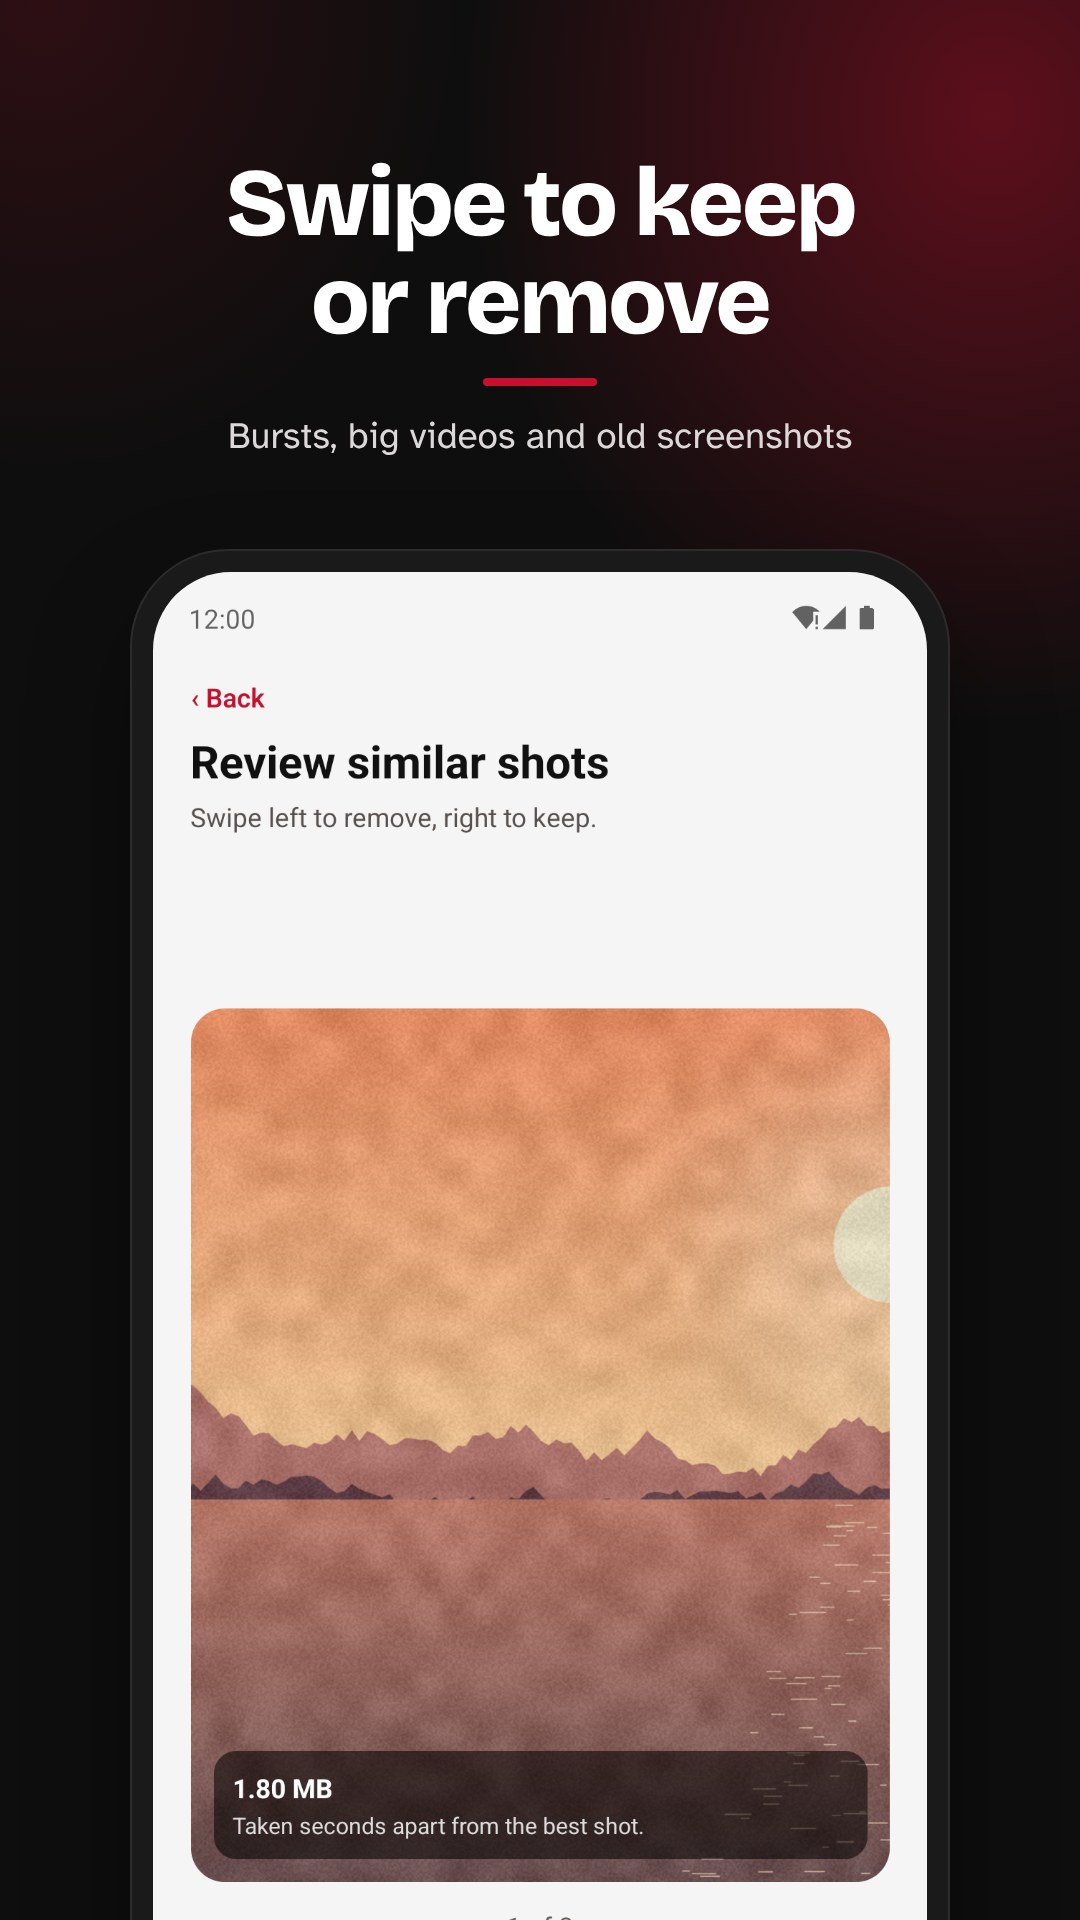 Swipe to keep
or remove
Bursts, big videos and old screenshots
12:00
‹ Back
Review similar shots
Swipe left to remove, right to keep.
1.80 MB
Taken seconds apart from the best shot.